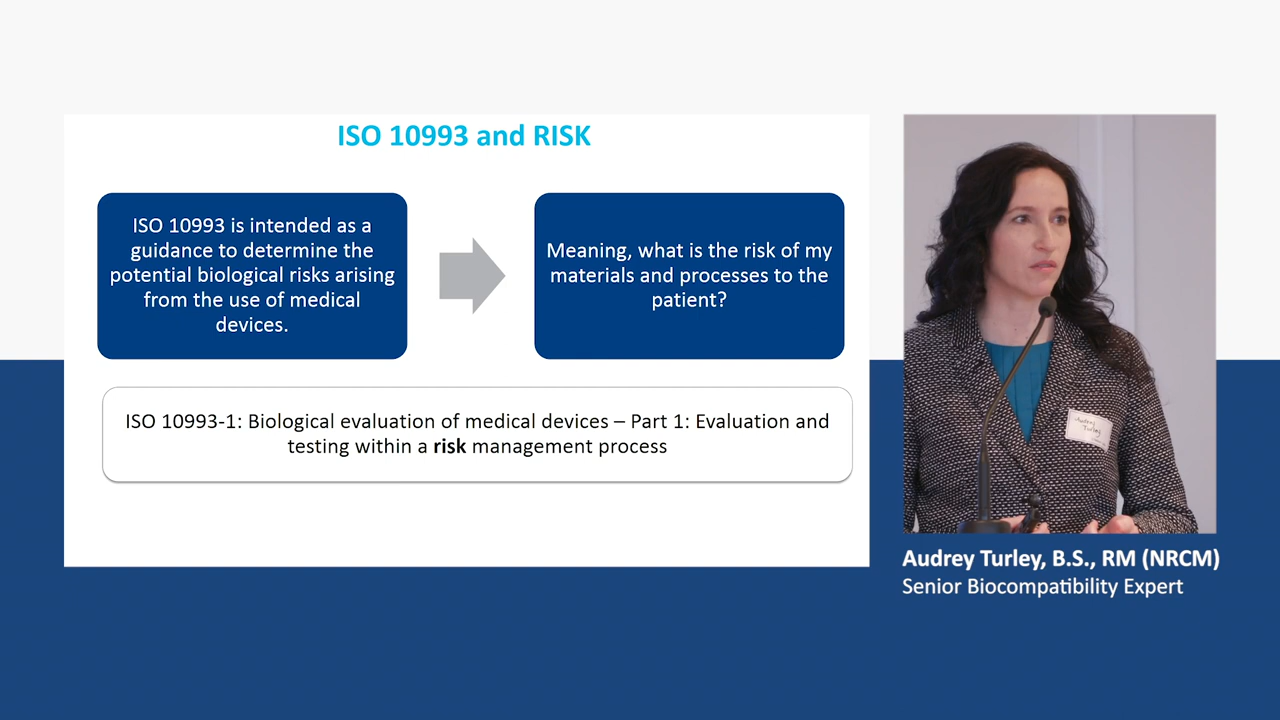 ISO 10993 and RISK
ISO 10993 is intended as a
guidance to determine the
potential biological risks arising
from the use of medical
devices.
Meaning, what is the risk of my
materials and processes to the
patient?
ISO 10993-1: Biological evaluation of medical devices – Part 1: Evaluation and
testing within a risk management process
Audrey
Turley
Audrey Turley, B.S., RM (NRCM)
Senior Biocompatibility Expert